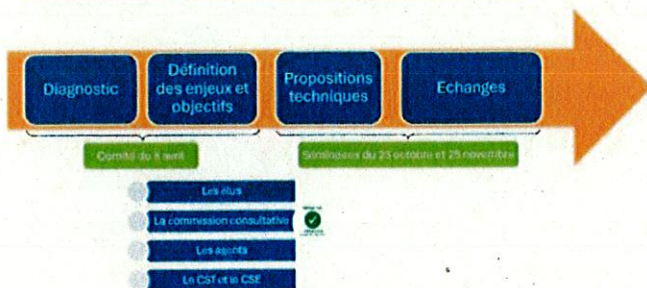 Diagnostic
Définition
des enjeux et
objectifs
Propositions
techniques
Echanges
Comité du 8 avril
Séminaires du 23 octobre et 25 novembre
Les élus
La commission consultative
Les agents
Le CST et le CSE